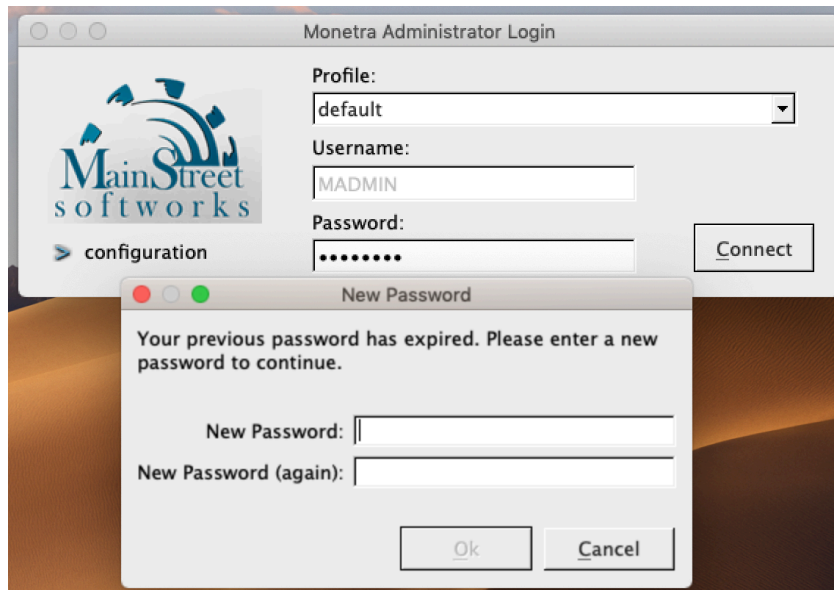 Monetra Administrator Login
Profile:
default
Username:
MADMIN
Password:
••••••••
MainStreet
softworks
configuration
Connect
New Password
Your previous password has expired. Please enter a new
password to continue.
New Password:
New Password (again):
Ok
Cancel